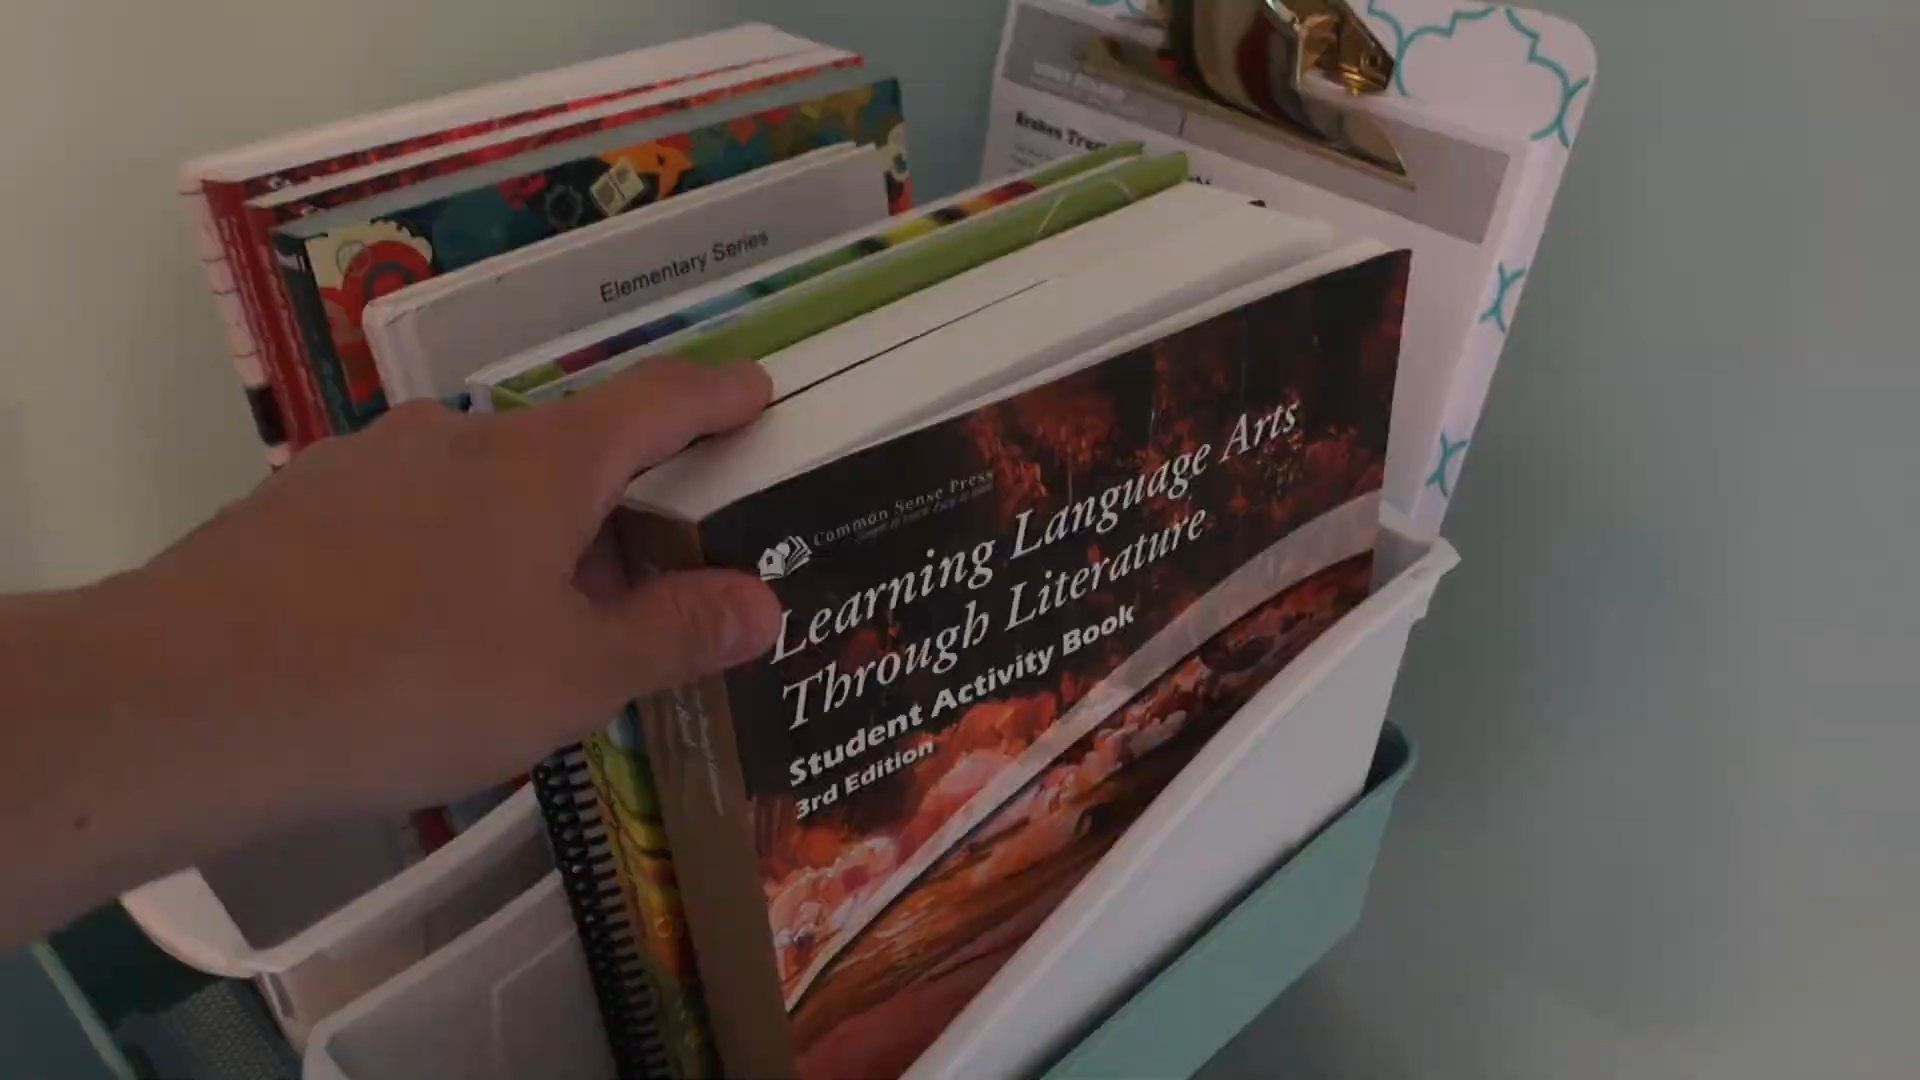 Elementary Series
Common Sense Press
Learning Language Arts
Through Literature
Student Activity Book
3rd Edition